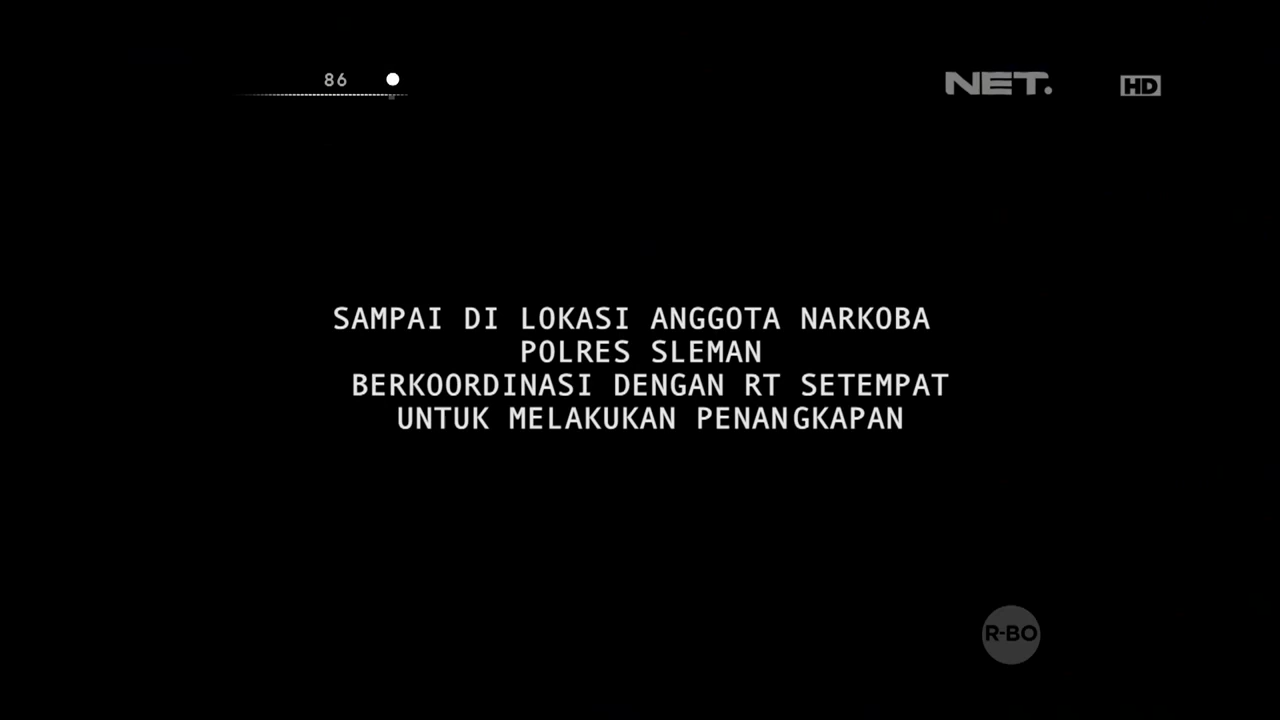 86
NET.
HD
SAMPAI DI LOKASI ANGGOTA NARKOBA
POLRES SLEMAN
BERKOORDINASI DENGAN RT SETEMPAT
UNTUK MELAKUKAN PENANGKAPAN
R-BO